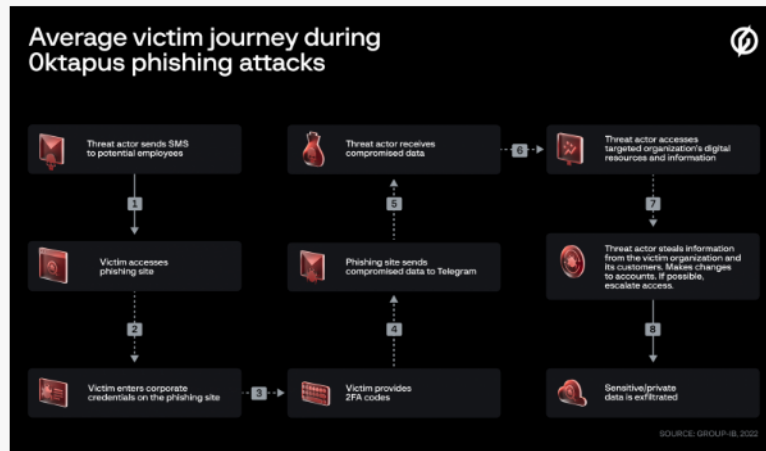 Average victim journey during
0ktapus phishing attacks
Threat actor sends SMS
to potential employees
1
Victim accesses
phishing site
2
Victim enters corporate
credentials on the phishing site
3
Victim provides
2FA codes
4
Phishing site sends
compromised data to Telegram
5
Threat actor receives
compromised data
6
Threat actor accesses
targeted organization's digital
resources and information
7
Threat actor steals information
from the victim organization and
its customers. Makes changes
to accounts. If possible,
escalate access.
8
Sensitive/private
data is exfiltrated
SOURCE: GROUP-IB, 2022